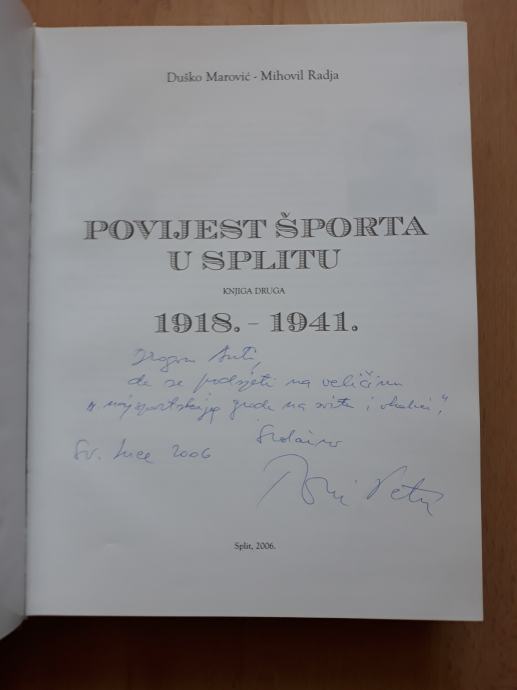 Duško Marović - Mihovil Radja
POVIJEST ŠPORTA
U SPLITU
KNJIGA DRUGA
1918. - 1941.
Dragom Anti,
da se podsjeti na veličinu
"najsportskijeg grada na svitu i okolici",
Srdačno
Sv. Luce 2006
Split, 2006.